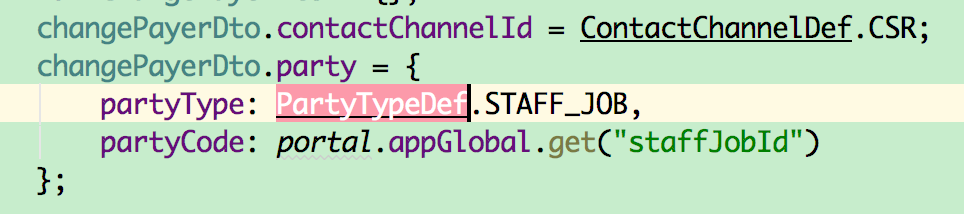 changePayerDto.contactChannelId = ContactChannelDef.CSR;
changePayerDto.party = {
    partyType: PartyTypeDef.STAFF_JOB,
    partyCode: portal.appGlobal.get("staffJobId")
};